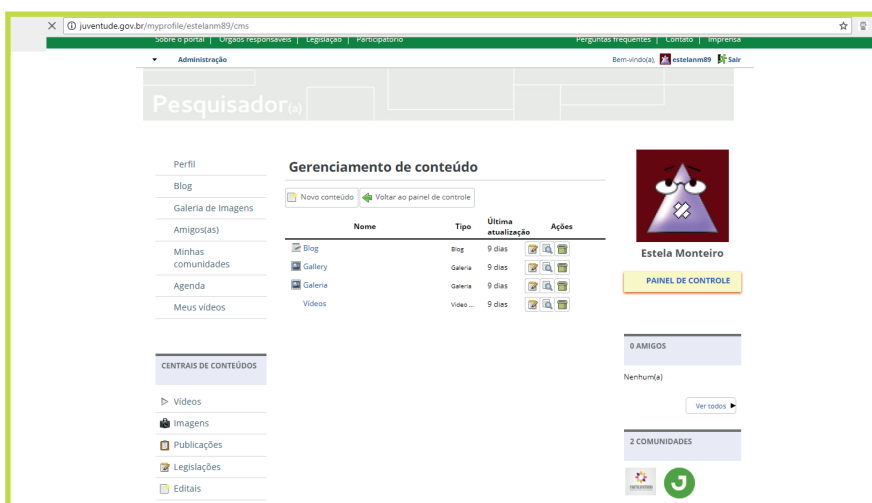 juventude.gov.br/myprofile/estelanm89/cms
Sobre o portal | Órgãos responsáveis | Legislação | Participatório
Perguntas frequentes | Contato | Imprensa
Administração
Bem-vindo(a), estelanm89 Sair
Pesquisador(a)
Perfil
Blog
Galeria de Imagens
Amigos(as)
Minhas
comunidades
Agenda
Meus vídeos
CENTRAIS DE CONTEÚDOS
Vídeos
Imagens
Publicações
Legislações
Editais
Gerenciamento de conteúdo
Novo conteúdo Voltar ao painel de controle
Nome Tipo Última atualização Ações
Blog Blog 9 dias
Gallery Galeria 9 dias
Galeria Galeria 9 dias
Vídeos Video ... 9 dias
Estela Monteiro
PAINEL DE CONTROLE
0 AMIGOS
Nenhum(a)
Ver todos
2 COMUNIDADES
J